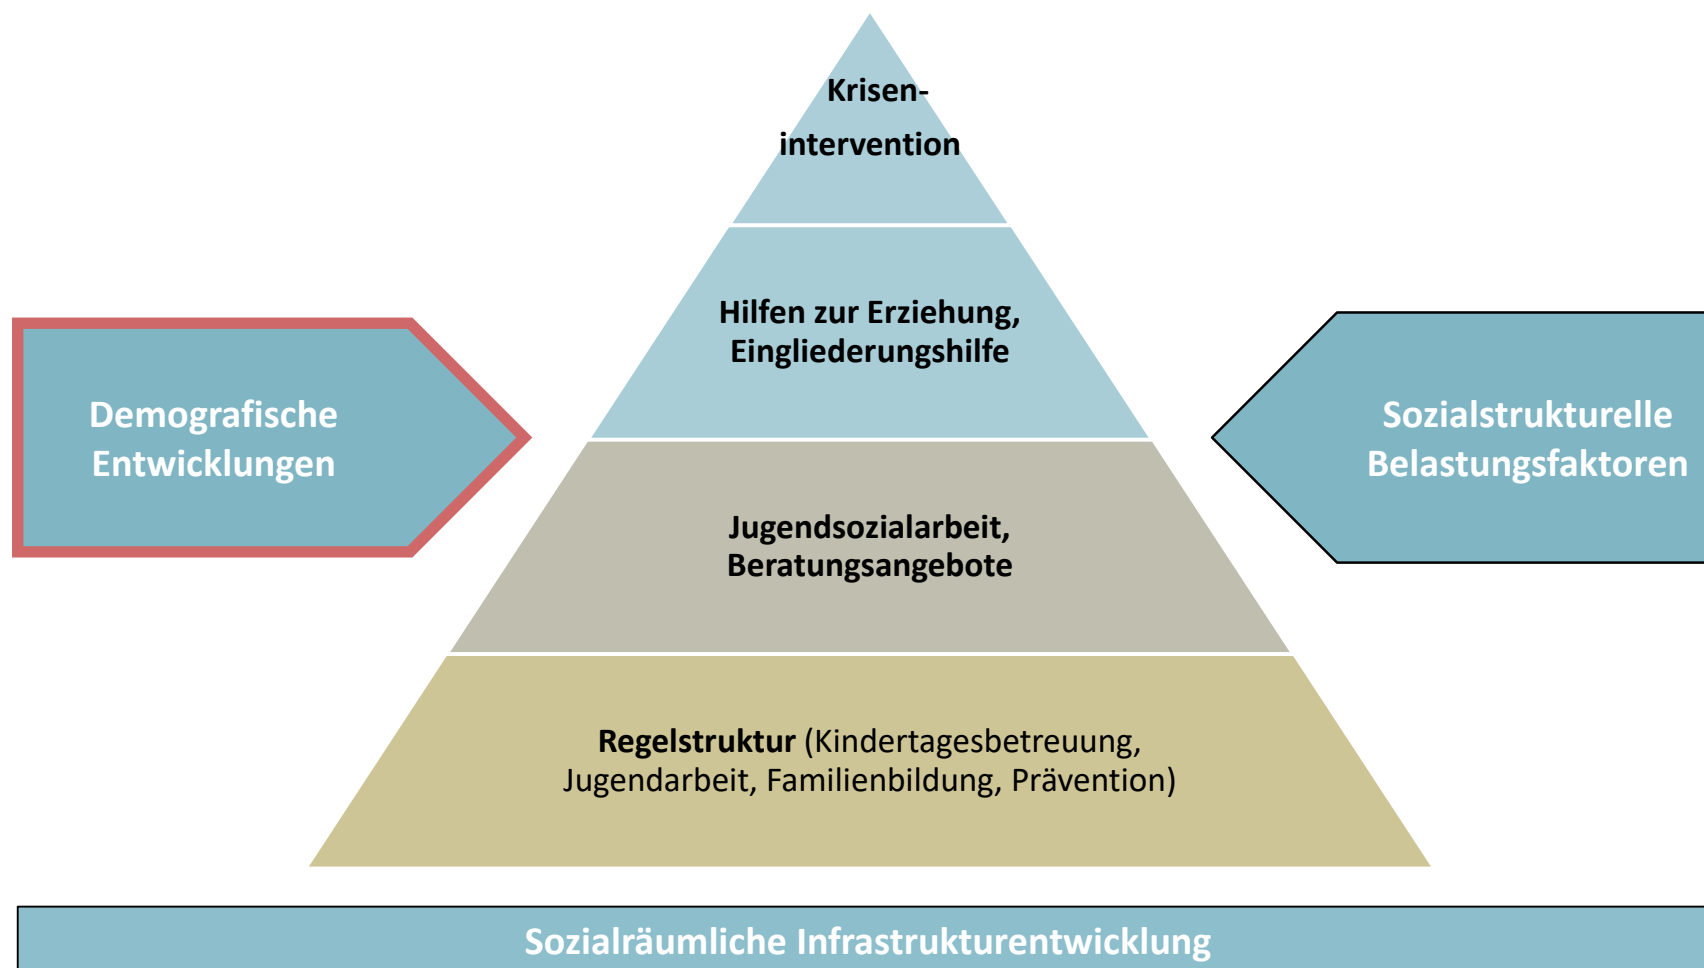 Krisen-
intervention
Hilfen zur Erziehung,
Eingliederungshilfe
Demografische
Entwicklungen
Sozialstrukturelle
Belastungsfaktoren
Jugendsozialarbeit,
Beratungsangebote
Regelstruktur (Kindertagesbetreuung,
Jugendarbeit, Familienbildung, Prävention)
Sozialräumliche Infrastrukturentwicklung